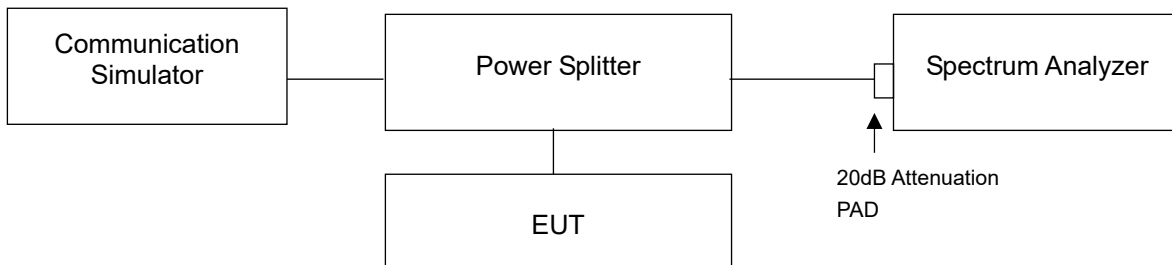 Communication
Simulator
Power Splitter
Spectrum Analyzer
20dB Attenuation
PAD
EUT